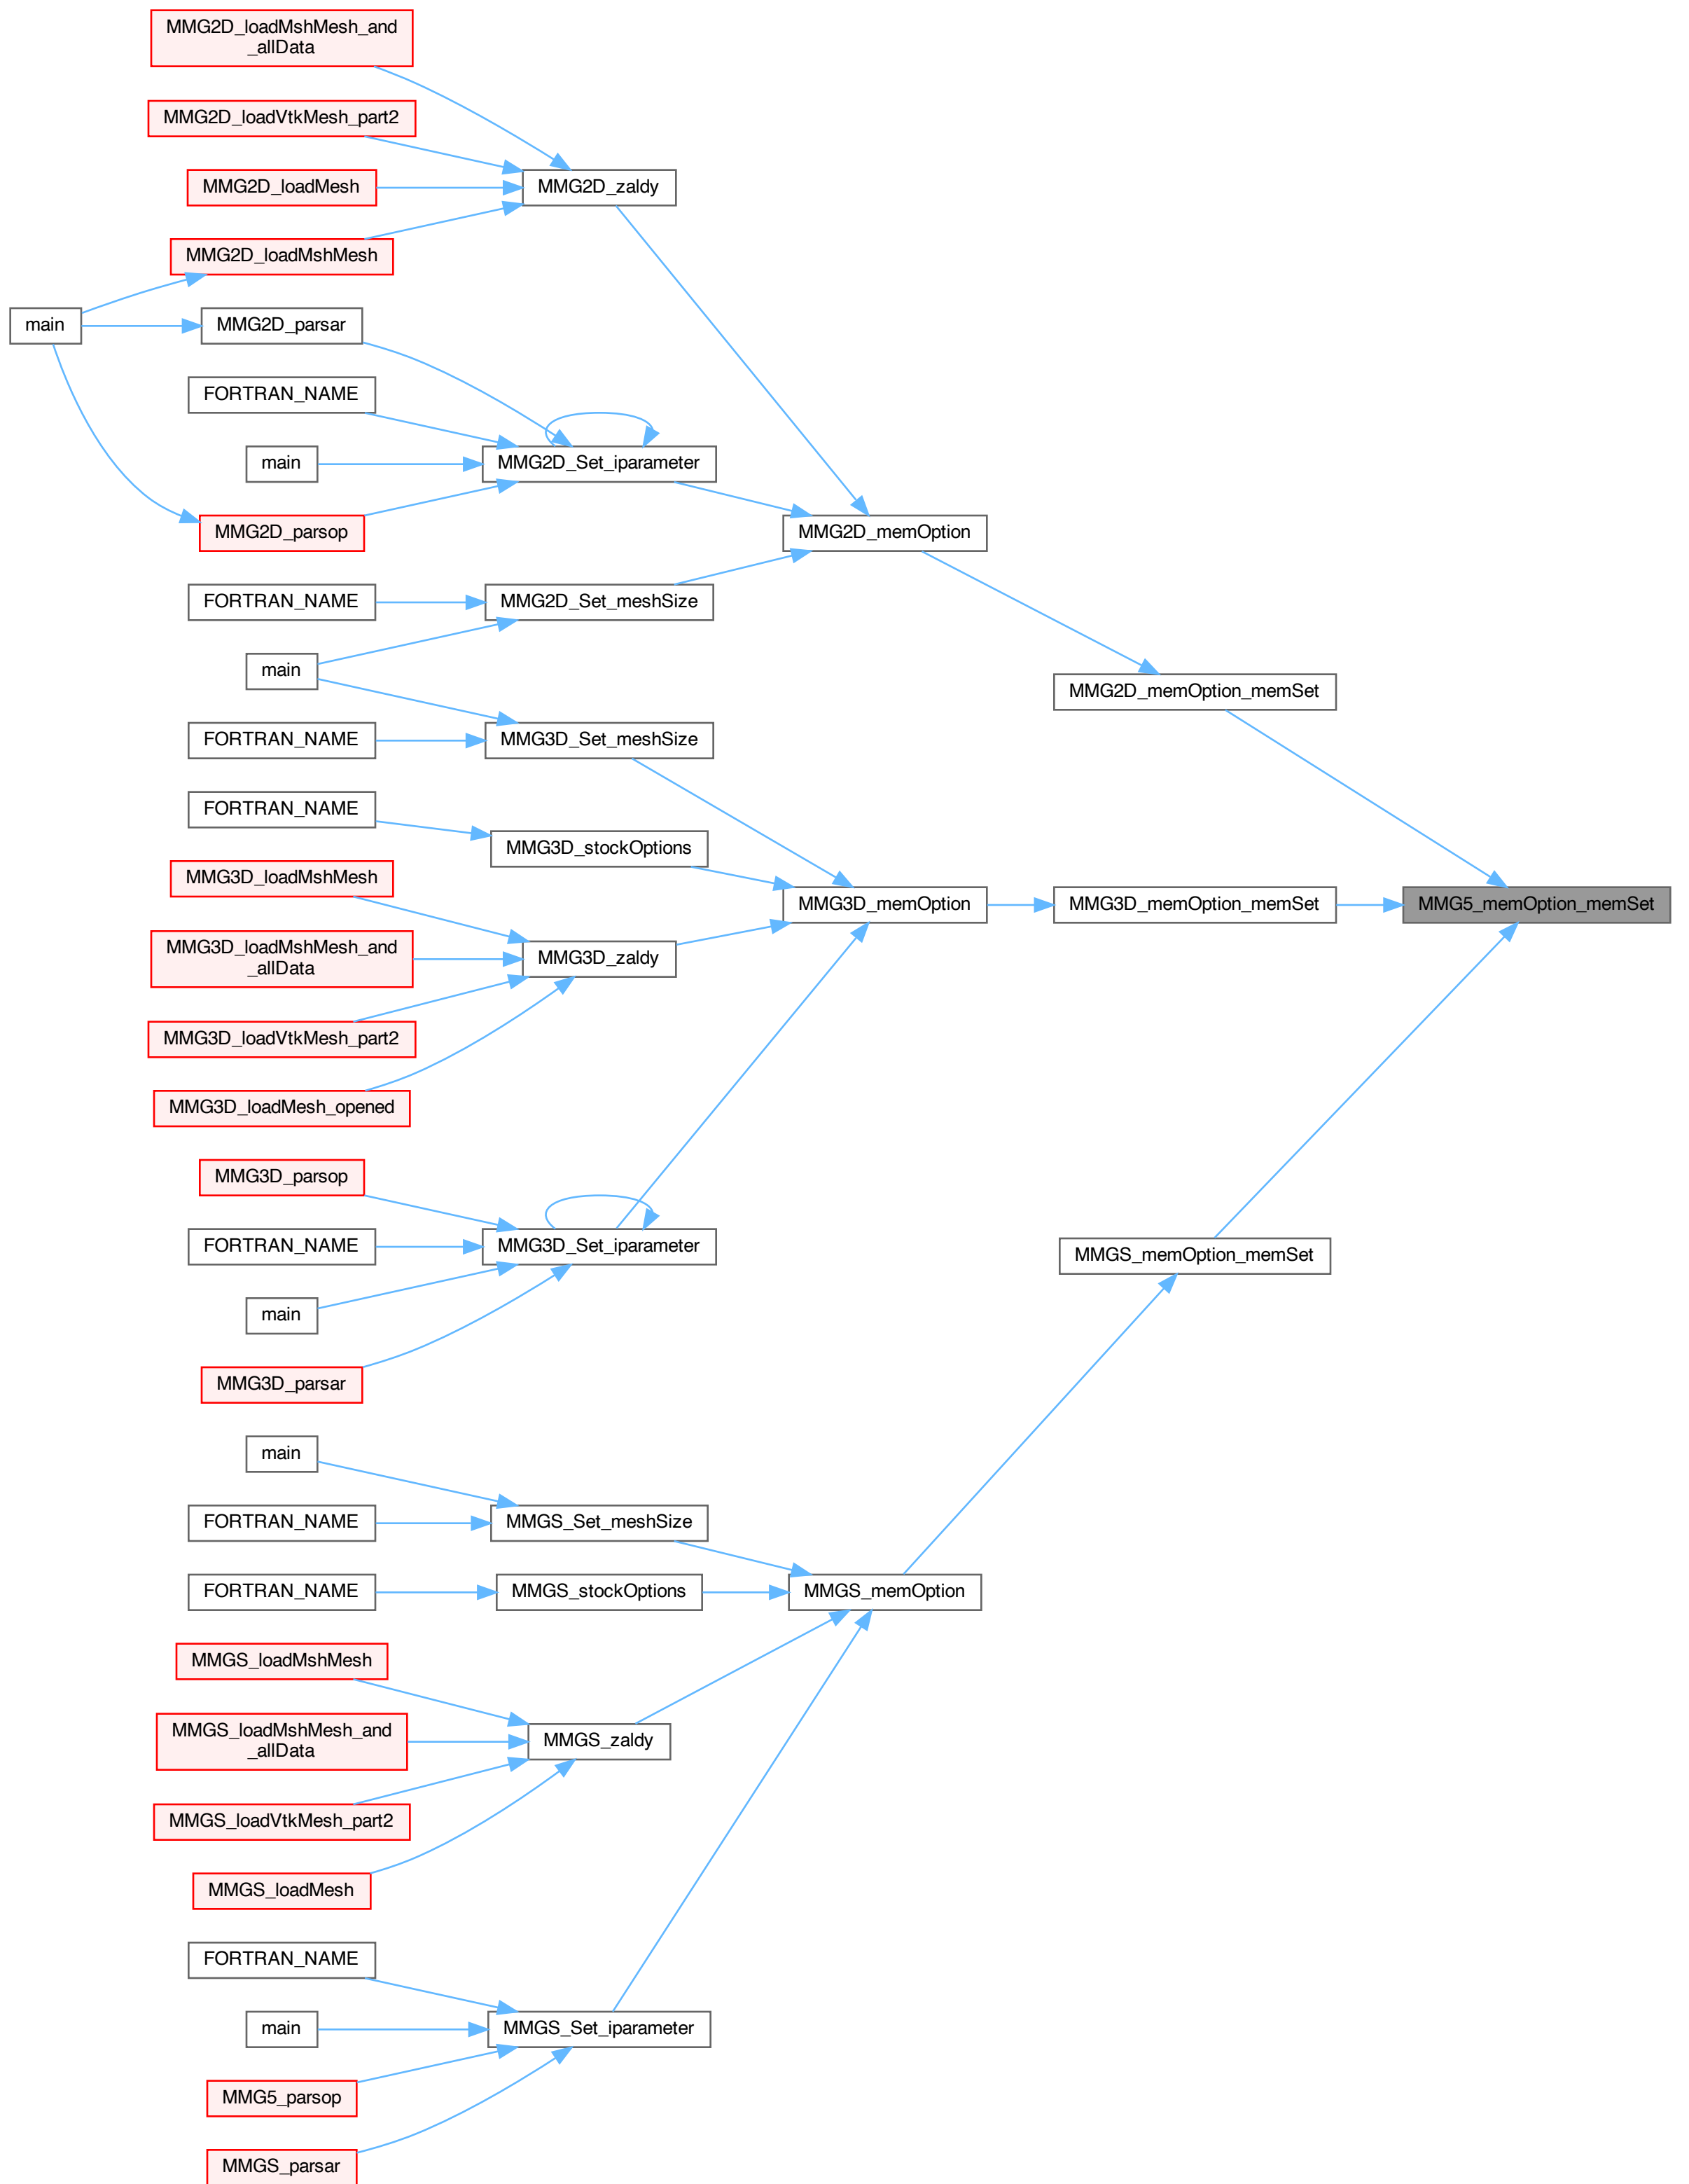 MMG2D_loadMshMesh_and
_allData
MMG2D_loadVtkMesh_part2
MMG2D_loadMesh
MMG2D_zaldy
MMG2D_loadMshMesh
main
MMG2D_parsar
FORTRAN_NAME
main
MMG2D_Set_iparameter
MMG2D_parsop
MMG2D_memOption
FORTRAN_NAME
MMG2D_Set_meshSize
main
MMG2D_memOption_memSet
FORTRAN_NAME
MMG3D_Set_meshSize
FORTRAN_NAME
MMG3D_stockOptions
MMG3D_loadMshMesh
MMG3D_memOption
MMG3D_memOption_memSet
MMG5_memOption_memSet
MMG3D_loadMshMesh_and
_allData
MMG3D_zaldy
MMG3D_loadVtkMesh_part2
MMG3D_loadMesh_opened
MMG3D_parsop
FORTRAN_NAME
MMG3D_Set_iparameter
MMGS_memOption_memSet
main
MMG3D_parsar
main
FORTRAN_NAME
MMGS_Set_meshSize
FORTRAN_NAME
MMGS_stockOptions
MMGS_memOption
MMGS_loadMshMesh
MMGS_loadMshMesh_and
_allData
MMGS_zaldy
MMGS_loadVtkMesh_part2
MMGS_loadMesh
FORTRAN_NAME
main
MMGS_Set_iparameter
MMG5_parsop
MMGS_parsar